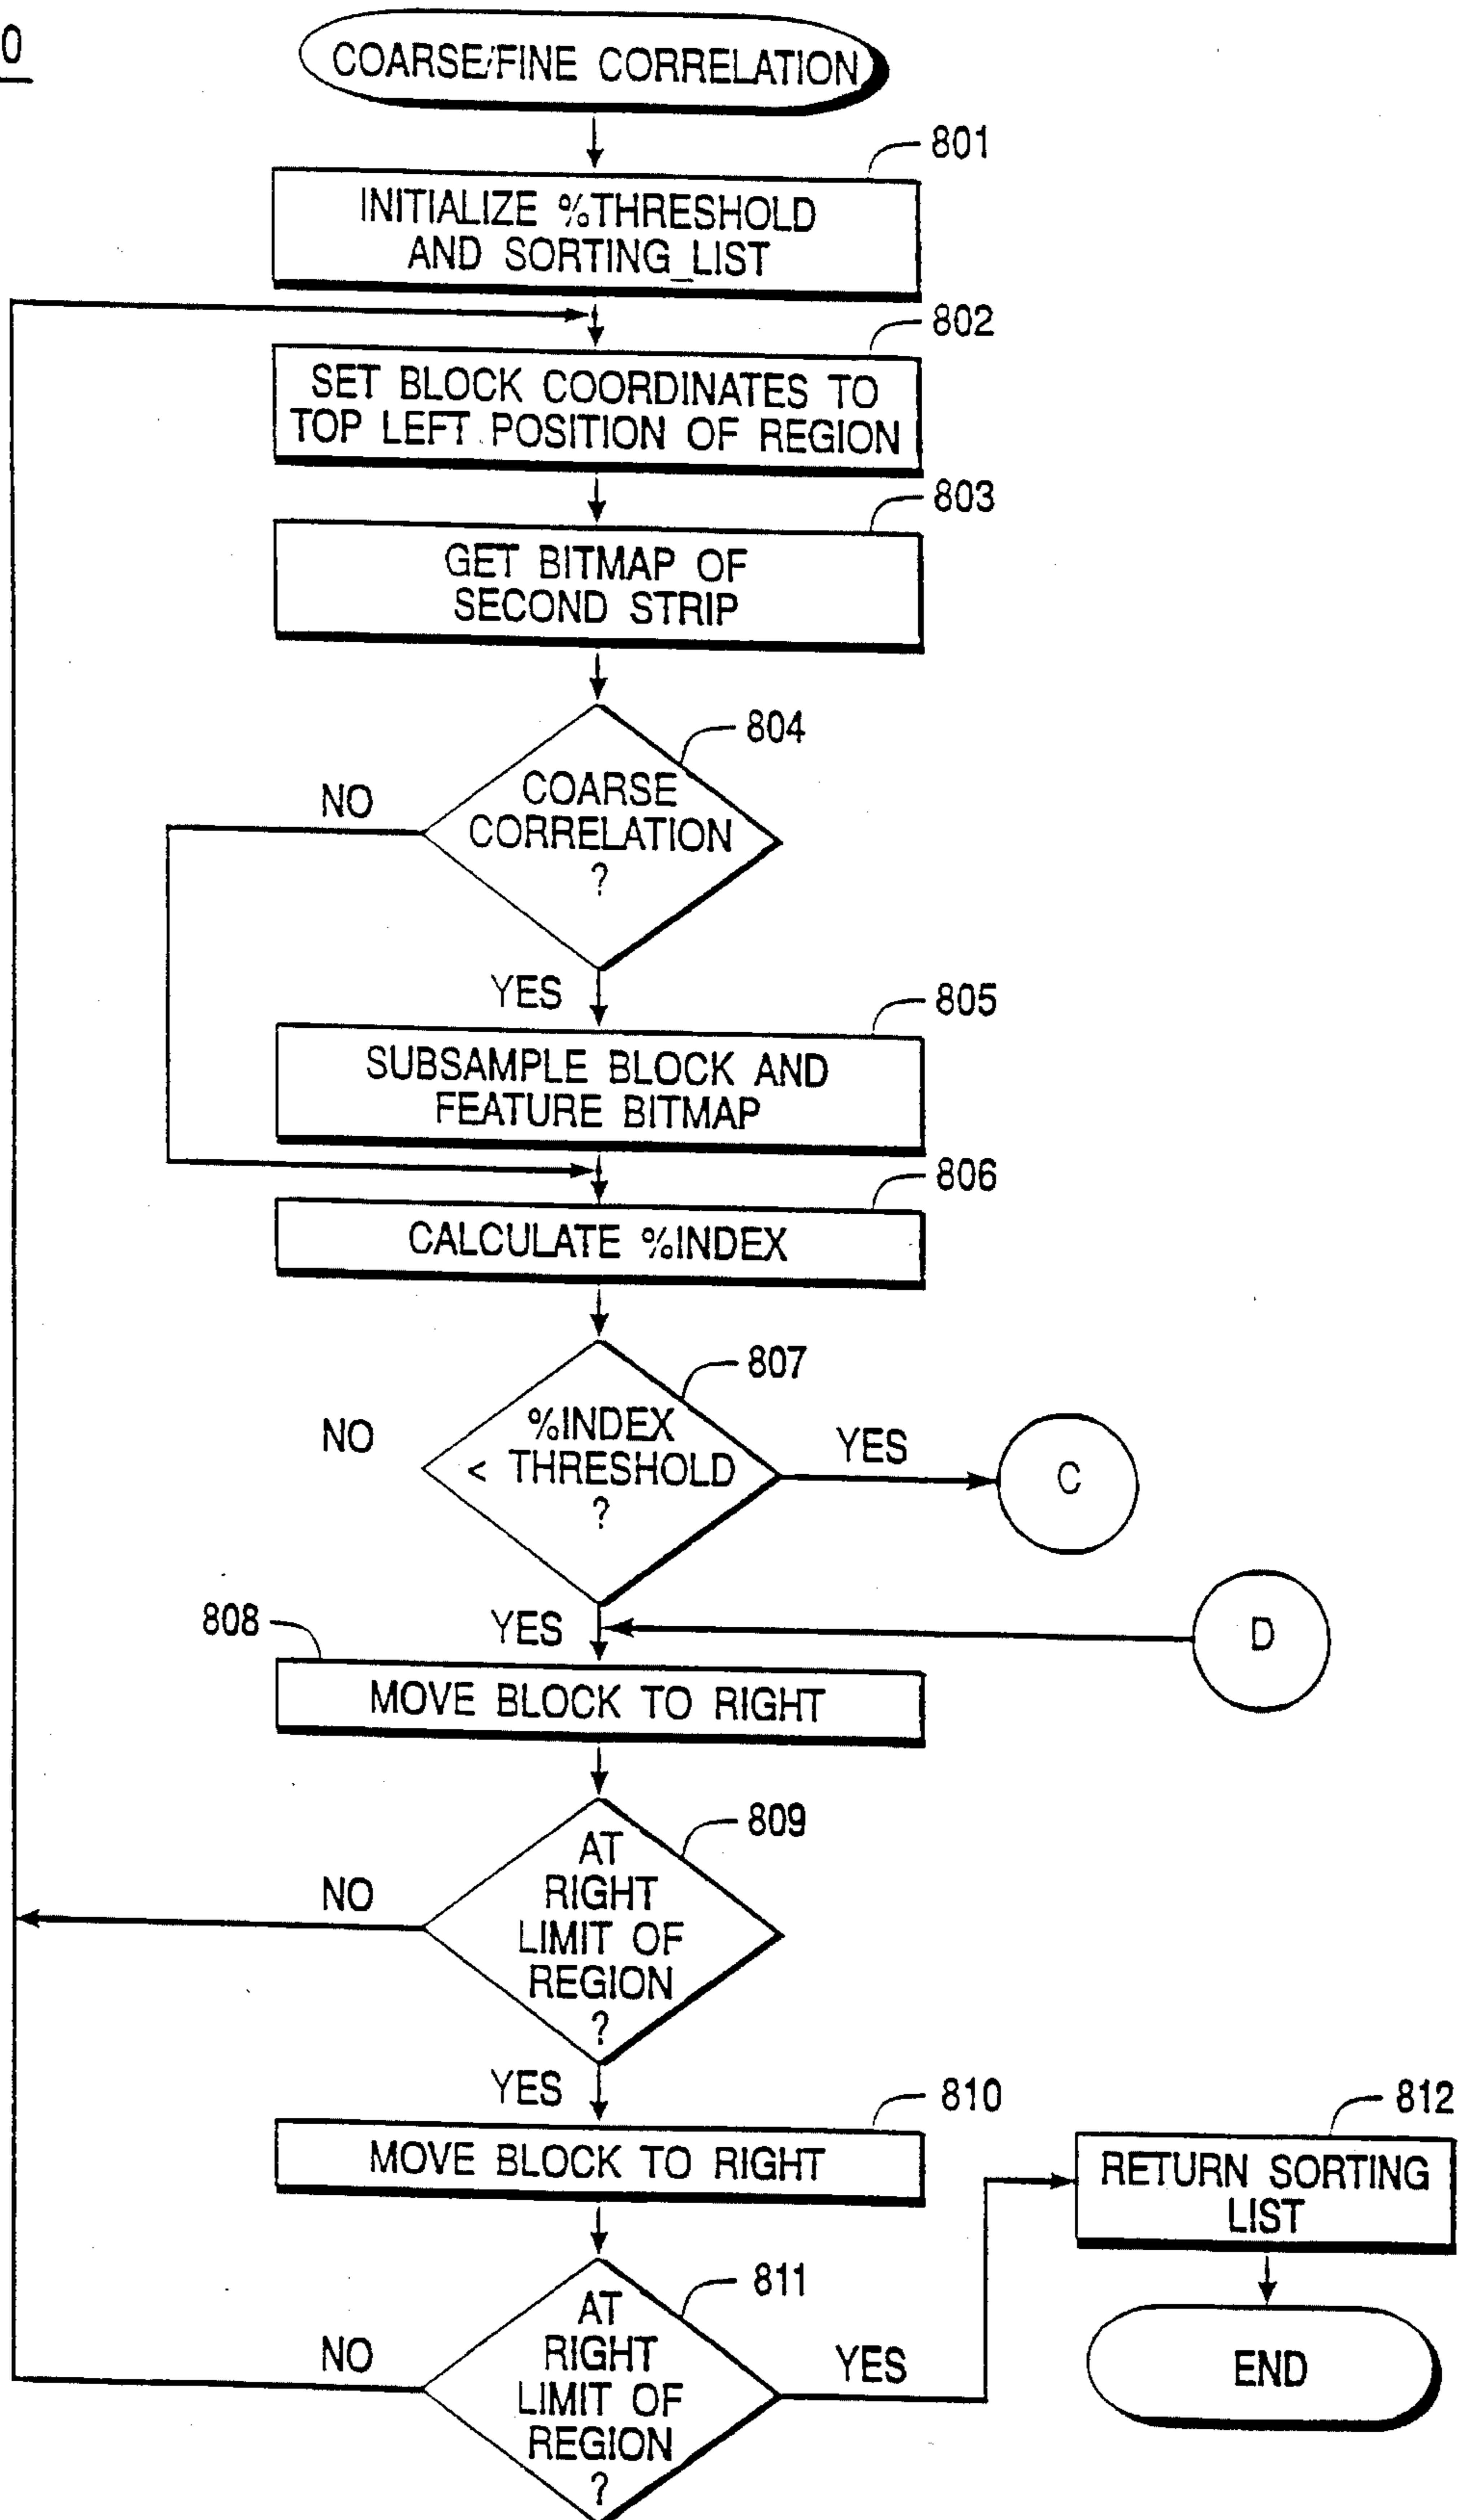 0
COARSE/FINE CORRELATION
801
INITIALIZE %THRESHOLD
AND SORTING_LIST
802
SET BLOCK COORDINATES TO
TOP LEFT POSITION OF REGION
803
GET BITMAP OF
SECOND STRIP
804
COARSE
CORRELATION
?
NO
YES
805
SUBSAMPLE BLOCK AND
FEATURE BITMAP
806
CALCULATE %INDEX
807
%INDEX
< THRESHOLD
?
NO
YES
C
YES
D
808
MOVE BLOCK TO RIGHT
809
AT
RIGHT
LIMIT OF
REGION
?
NO
YES
810
MOVE BLOCK TO RIGHT
811
AT
RIGHT
LIMIT OF
REGION
?
NO
YES
812
RETURN SORTING
LIST
END